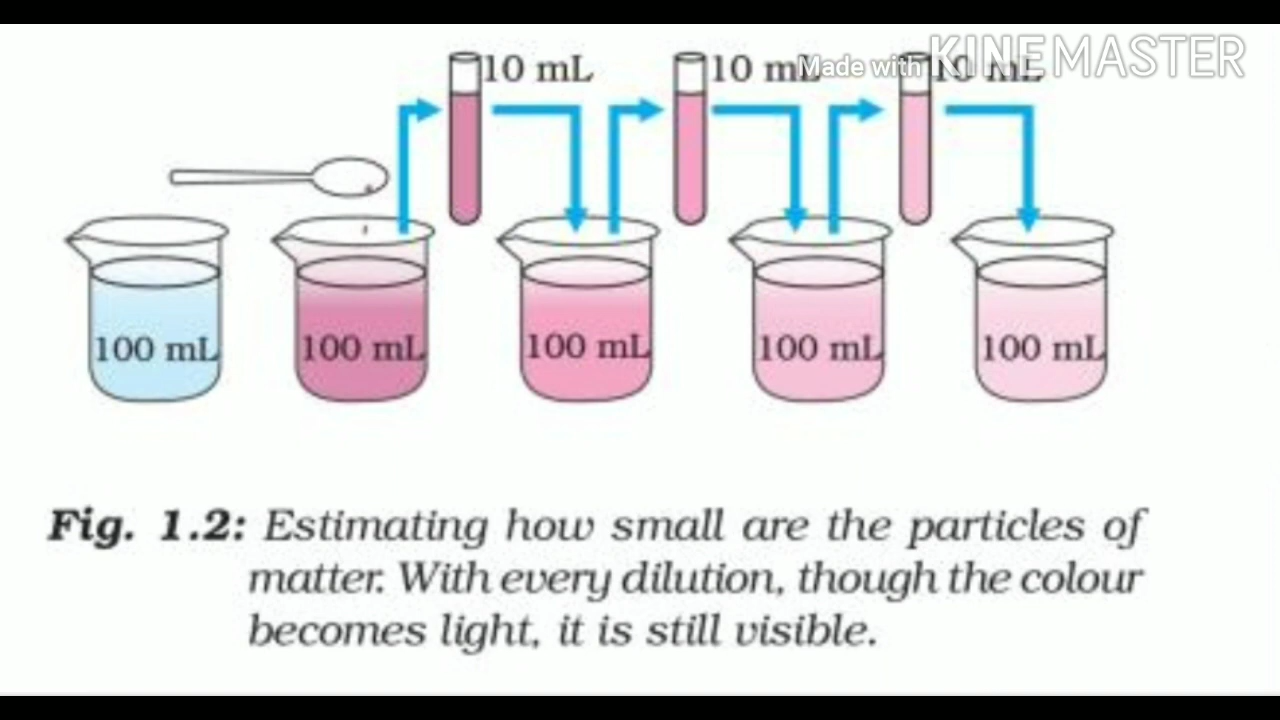 10 mL
10 mL
10 mL
Made with KINEMASTER
100 mL
100 mL
100 mL
100 mL
100 mL
Fig. 1.2: Estimating how small are the particles of
matter. With every dilution, though the colour
becomes light, it is still visible.